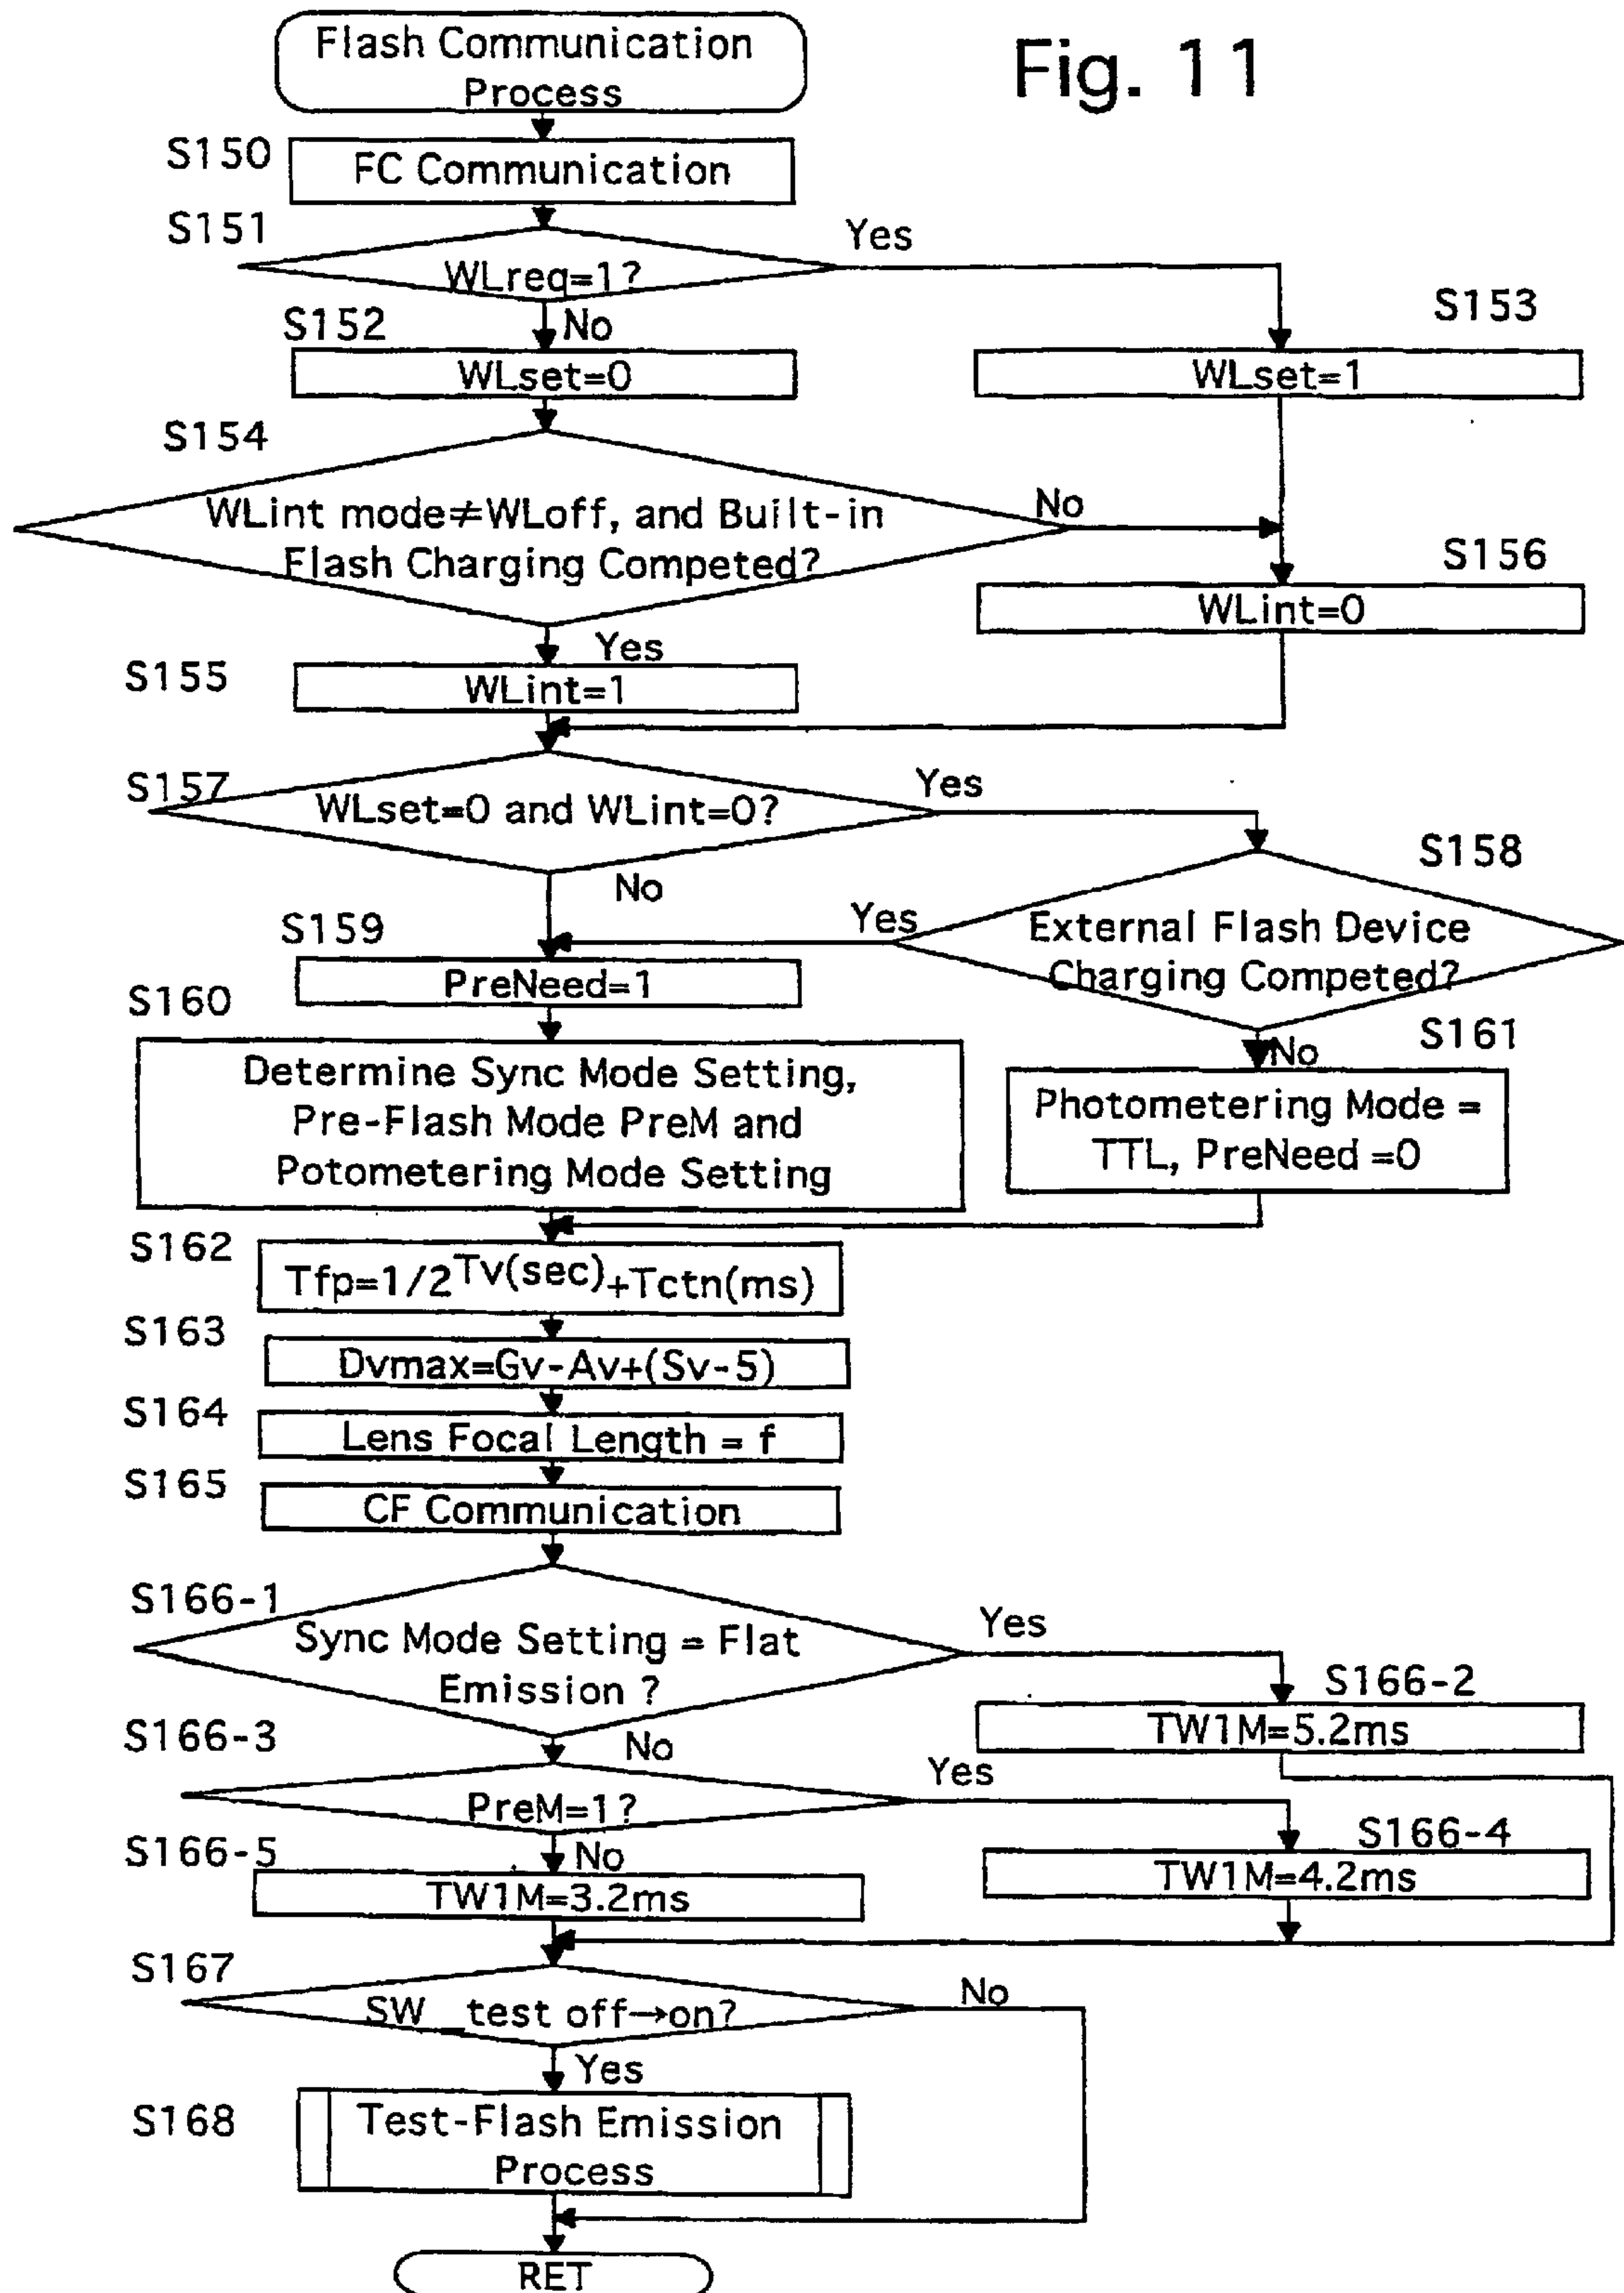 Flash Communication
Process
Fig. 11
S150
FC Communication
S151
WLreq=1?
Yes
No
S152
WLset=0
S153
WLset=1
S154
WLint mode≠WLoff, and Built-in
Flash Charging Competed?
No
Yes
S156
WLint=0
S155
WLint=1
S157
WLset=0 and WLint=0?
Yes
No
S158
External Flash Device
Charging Competed?
Yes
No
S159
PreNeed=1
S160
Determine Sync Mode Setting,
Pre-Flash Mode PreM and
Potometering Mode Setting
S161
Photometering Mode =
TTL, PreNeed =0
S162
Tfp=1/2^Tv(sec)+Tctn(ms)
S163
Dvmax=Gv-Av+(Sv-5)
S164
Lens Focal Length = f
S165
CF Communication
S166-1
Sync Mode Setting = Flat
Emission ?
Yes
No
S166-2
TW1M=5.2ms
S166-3
PreM=1?
Yes
No
S166-4
TW1M=4.2ms
S166-5
TW1M=3.2ms
S167
SW_test off→on?
No
Yes
S168
Test-Flash Emission
Process
RET